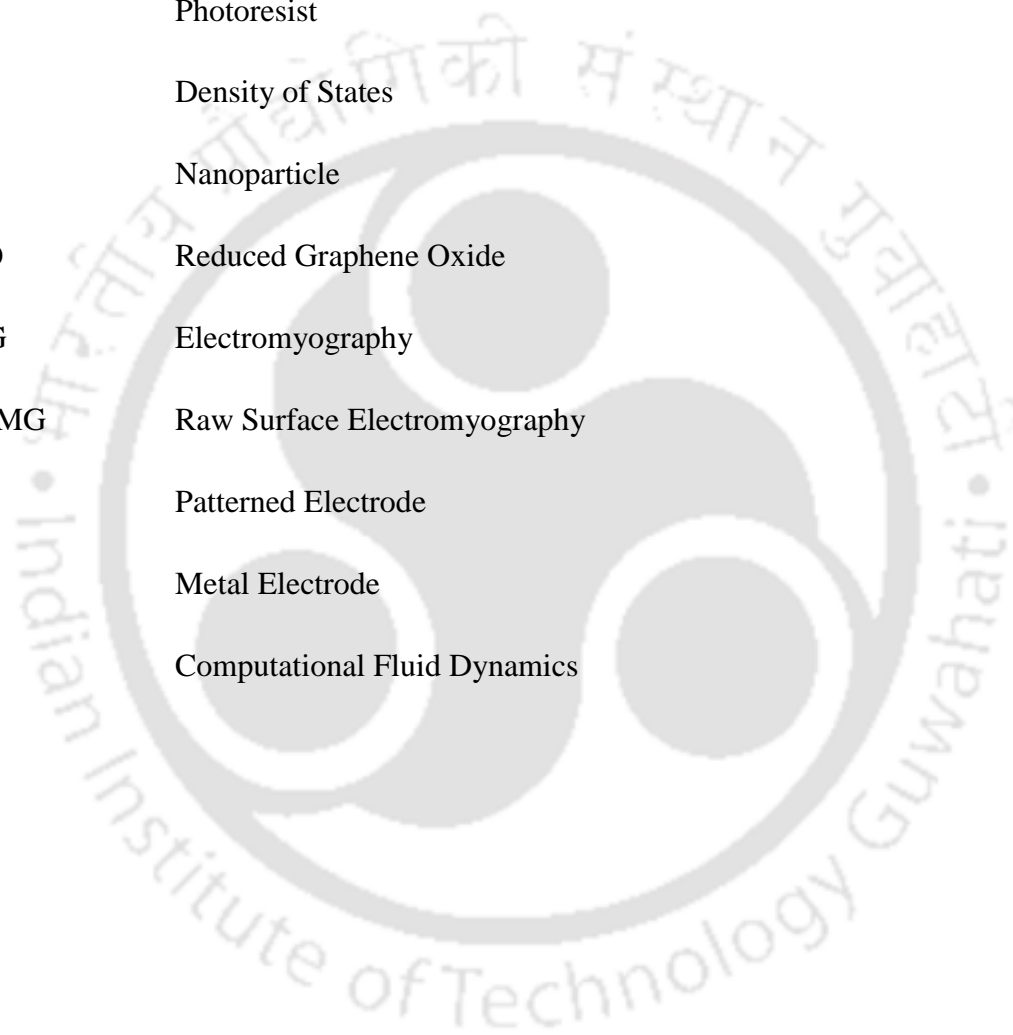 Photoresist
Density of States
Nanoparticle
Reduced Graphene Oxide
G Electromyography
MG Raw Surface Electromyography
Patterned Electrode
Metal Electrode
Computational Fluid Dynamics
भारतीय प्रौद्योगिकी संस्थान गुवाहाटी
• Indian Institute of Technology Guwahati •